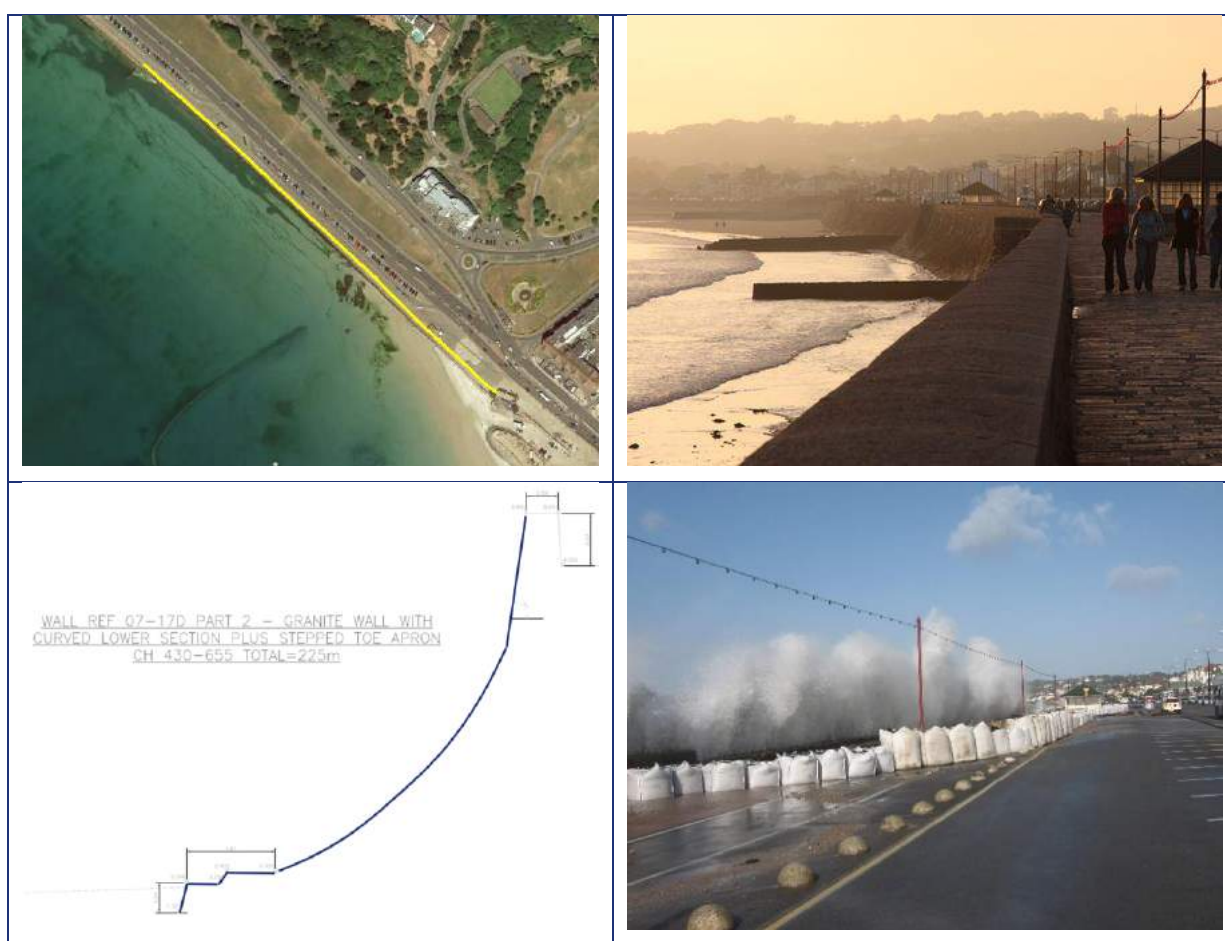 WALL REF 07-17D PART 2 - GRANITE WALL WITH
CURVED LOWER SECTION PLUS STEPPED TOE APRON
CH 430-655 TOTAL=225m